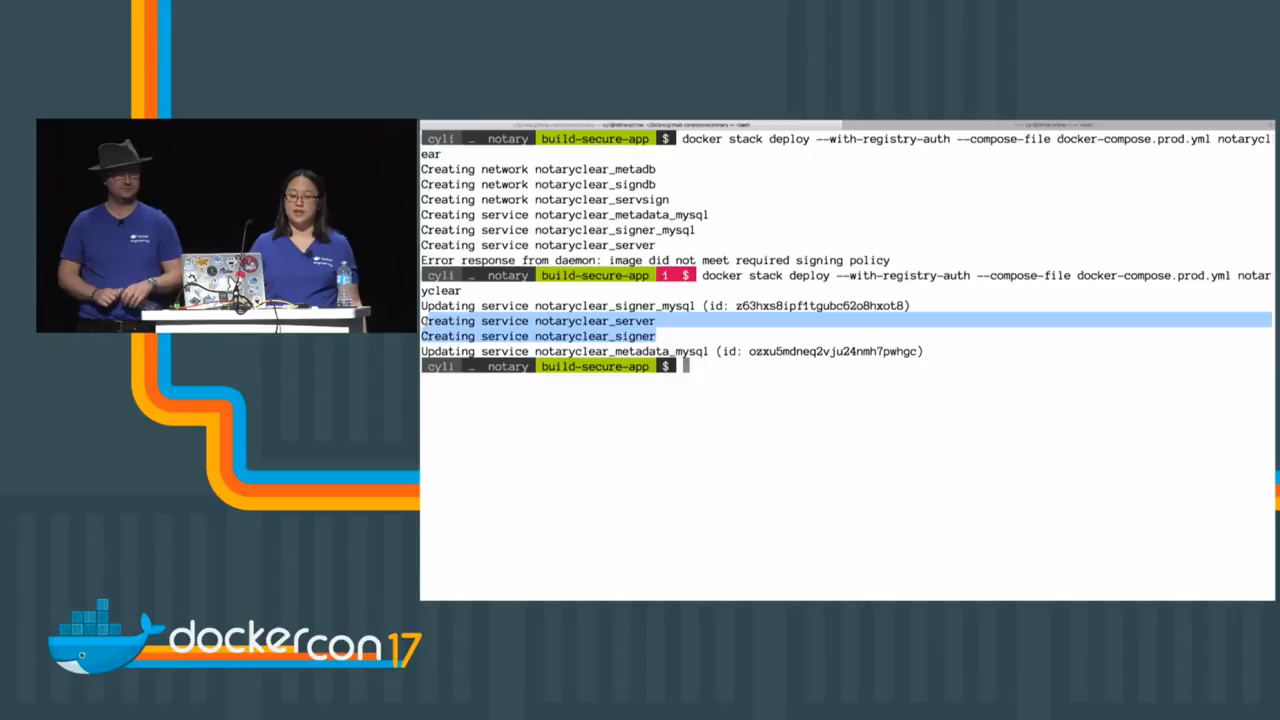 cyli … notary build-secure-app $ docker stack deploy --with-registry-auth --compose-file docker-compose.prod.yml notarycl
ear
Creating network notaryclear_metadb
Creating network notaryclear_signdb
Creating network notaryclear_servsign
Creating service notaryclear_metadata_mysql
Creating service notaryclear_signer_mysql
Creating service notaryclear_server
Error response from daemon: image did not meet required signing policy
cyli … notary build-secure-app 1 $ docker stack deploy --with-registry-auth --compose-file docker-compose.prod.yml notar
yclear
Updating service notaryclear_signer_mysql (id: z63hxs8ipf1tgubc62o8hxot8)
Creating service notaryclear_server
Creating service notaryclear_signer
Updating service notaryclear_metadata_mysql (id: ozxu5mdneq2vju24nmh7pwhgc)
cyli … notary build-secure-app $
dockercon 17